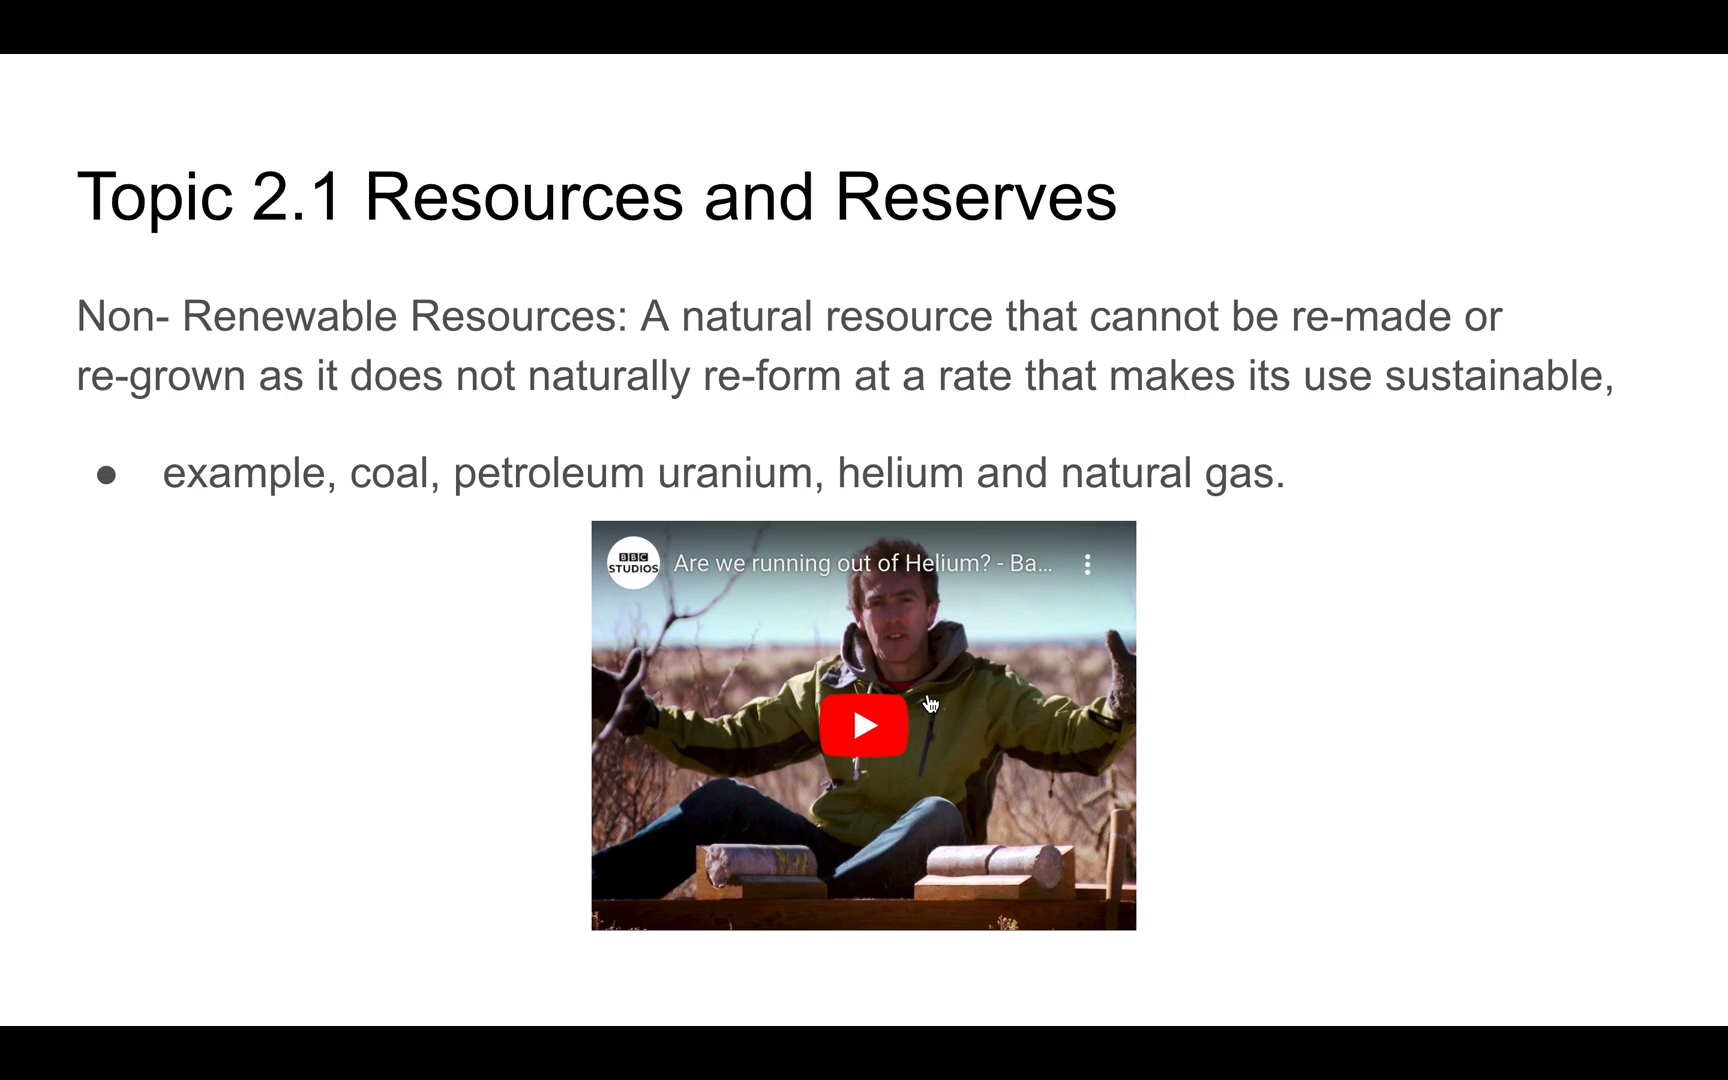 Topic 2.1 Resources and Reserves
Non- Renewable Resources: A natural resource that cannot be re-made or
re-grown as it does not naturally re-form at a rate that makes its use sustainable,
● example, coal, petroleum uranium, helium and natural gas.
BBC
STUDIOS
Are we running out of Helium? - Ba...